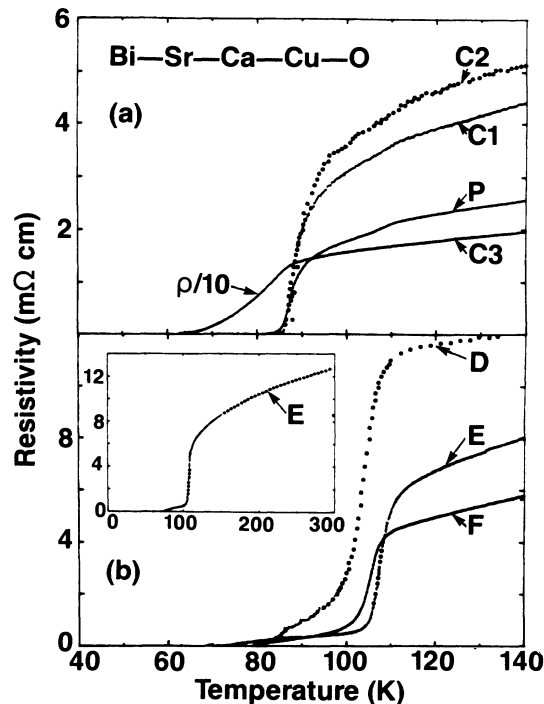 6
Bi—Sr—Ca—Cu—O
C2
(a)
4
C1
P
2
C3
ρ/10
0
Resistivity (mΩ cm)
12
D
8
E
8
E
4
0
0 100 200 300
F
4
(b)
0
40 60 80 100 120 140
Temperature (K)